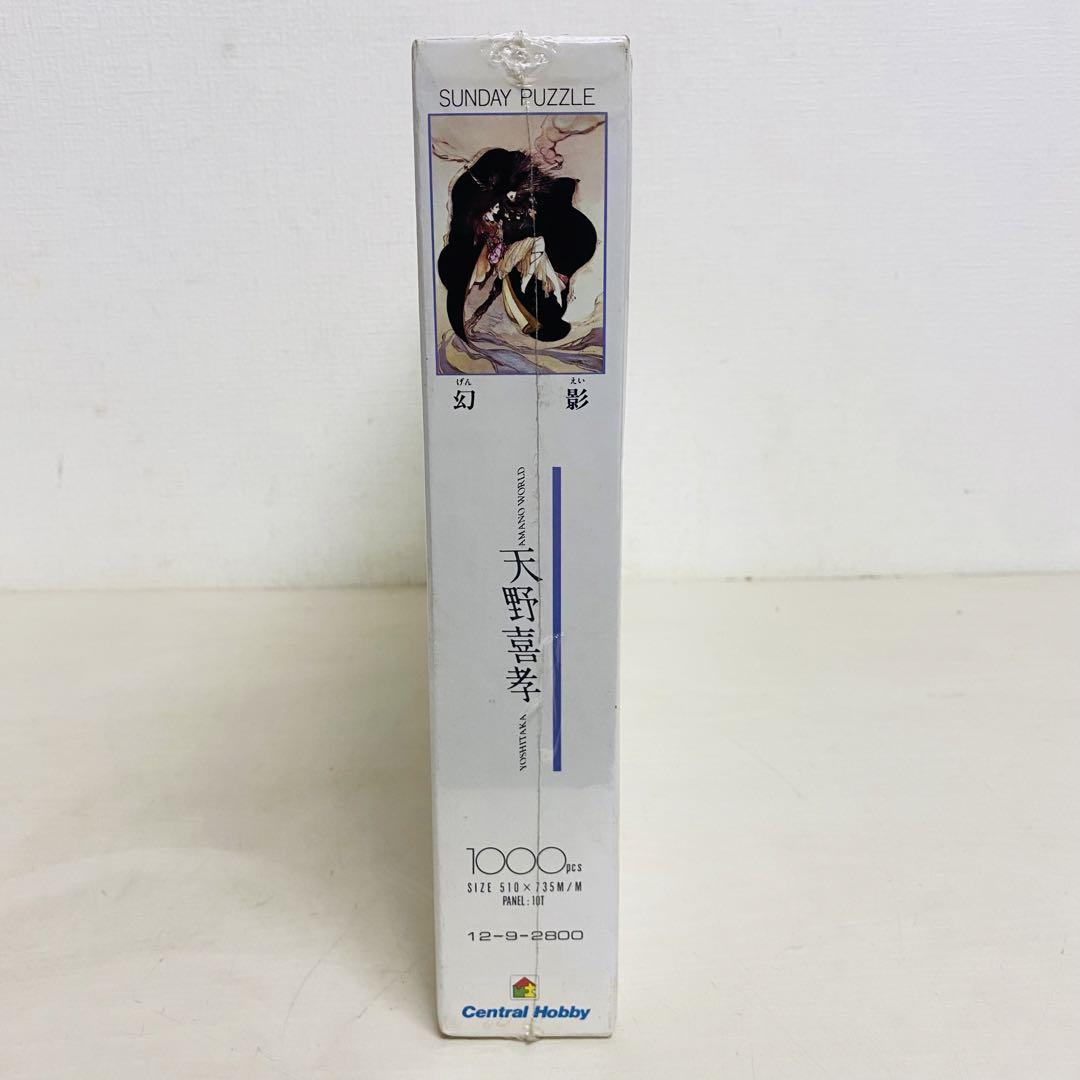 SUNDAY PUZZLE
げん えい
幻 影
AMANO WORLD
天野喜孝
YOSHITAKA
1000pcs
SIZE 510×735M/M
PANEL:10T
12-9-2800
Central Hobby